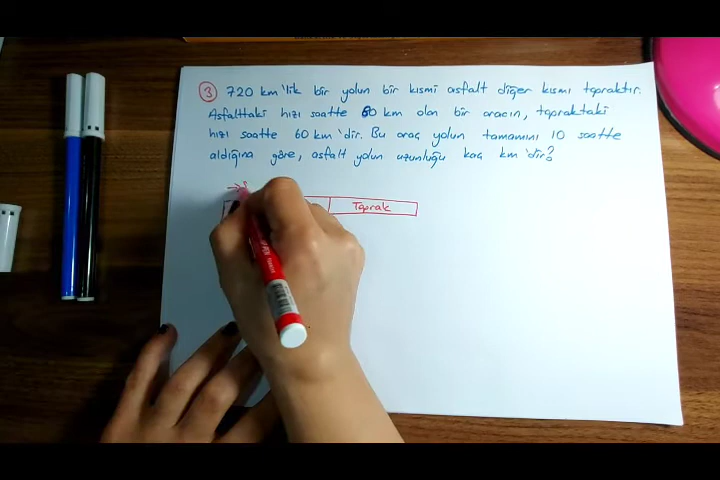 3 720 km'lik bir yolun bir kısmı asfalt diğer kısmı topraktır.
Asfalttaki hızı saatte 80 km olan bir aracın, topraktaki
hızı saatte 60 km'dir. Bu araç yolun tamamını 10 saatte
aldığına göre, asfalt yolun uzunluğu kaç km'dir?
Toprak